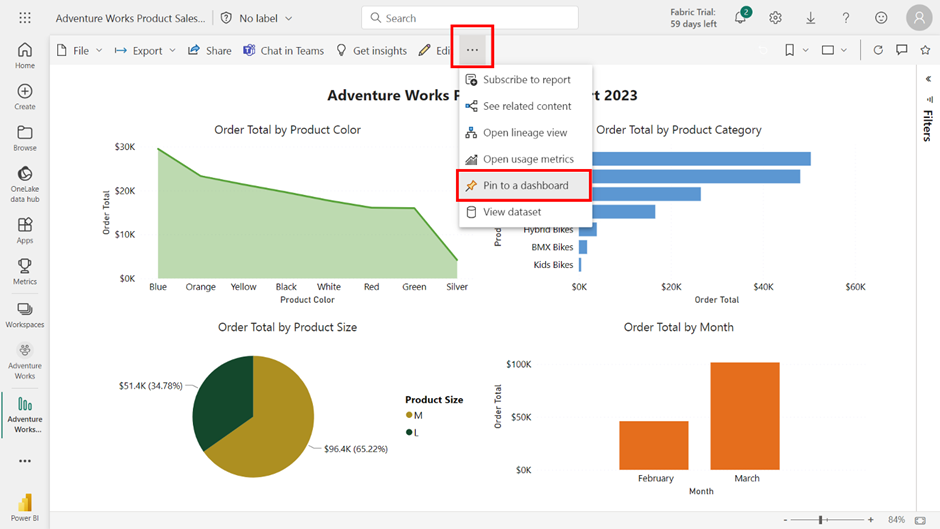 Adventure Works Product Sales...
No label
Search
Fabric Trial:
59 days left
2
File
Export
Share
Chat in Teams
Get insights
Edi
Subscribe to report
See related content
Open lineage view
Open usage metrics
Pin to a dashboard
View dataset
Home
Create
Browse
OneLake
data hub
Apps
Metrics
Workspaces
Adventure
Works
Adventure
Works...
Power BI
Filters
Adventure Works P
rt 2023
Order Total by Product Color
Order Total
$30K
$20K
$10K
$0K
Blue Orange Yellow Black White Red Green Silver
Product Color
Order Total by Product Category
Prod
Hybrid Bikes
BMX Bikes
Kids Bikes
$0K $20K $40K $60K
Order Total
Order Total by Product Size
$51.4K (34.78%)
$96.4K (65.22%)
Product Size
M
L
Order Total by Month
Order Total
$100K
$50K
$0K
February March
Month
- + 84%